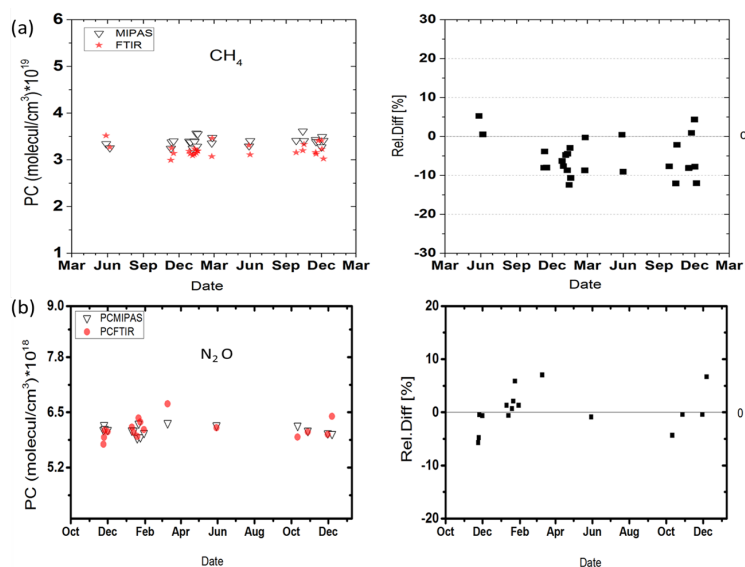 (a)
6
5
4
3
2
1
PC (molecul/cm³)*10¹⁹
MIPAS
FTIR
CH₄
Mar Jun Sep Dec Mar Jun Sep Dec Mar
Date
30
20
10
0
-10
-20
-30
Rel.Diff [%]
0
Mar Jun Sep Dec Mar Jun Sep Dec Mar
Date
(b)
9.0
7.8
6.5
5.2
PC (molecul/cm³)*10¹⁸
PCMIPAS
PCFTIR
N₂O
Oct Dec Feb Apr Jun Aug Oct Dec
Date
20
10
0
-10
-20
Rel.Diff [%]
0
Oct Dec Feb Apr Jun Aug Oct Dec
Date